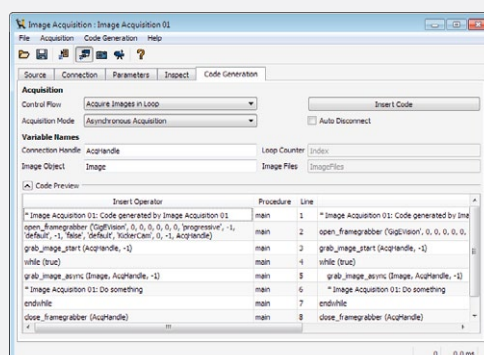 Image Acquisition : Image Acquisition 01
File Acquisition Code Generation Help
Source Connection Parameters Inspect Code Generation
Acquisition
Control Flow Acquire Images in Loop Insert Code
Acquisition Mode Asynchronous Acquisition Auto Disconnect
Variable Names
Connection Handle AcqHandle Loop Counter Index
Image Object Image Image Files ImageFiles
Code Preview
Insert Operator Procedure Line
* Image Acquisition 01: Code generated by Image Acquisition 01 main 1 * Image Acquisition 01: Code generated by Ima
open_framegrabber ('GigEVision', 0, 0, 0, 0, 0, 0, 'progressive', -1,
'default', -1, 'false', 'default', 'KickerCam', 0, -1, AcqHandle) main 2 open_framegrabber ('GigEVision', 0, 0, 0, 0, 0,
grab_image_start (AcqHandle, -1) main 3 grab_image_start (AcqHandle, -1)
while (true) main 4 while (true)
grab_image_async (Image, AcqHandle, -1) main 5 grab_image_async (Image, AcqHandle, -1)
* Image Acquisition 01: Do something main 6 * Image Acquisition 01: Do something
endwhile main 7 endwhile
close_framegrabber (AcqHandle) main 8 close_framegrabber (AcqHandle)
0 0.0 ms